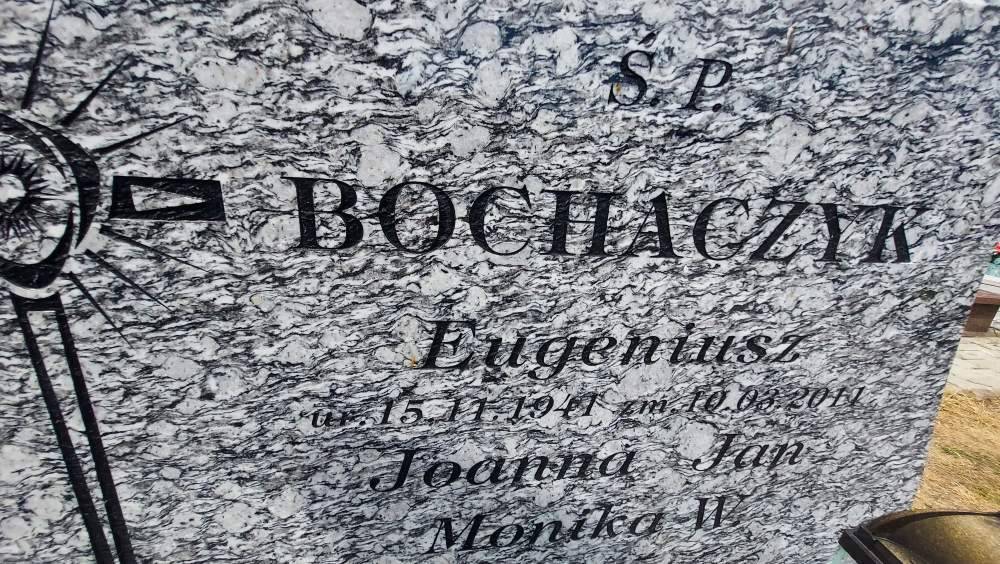 Ś. P.
BOCHACZYK
Eugeniusz
ur. 15.11.1941 zm. 10.03.2011
Joanna Jan
Monika W.